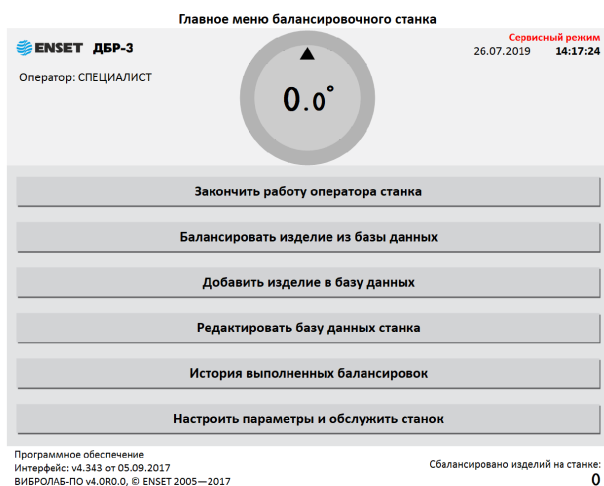 Главное меню балансировочного станка
Сервисный режим
ENSET ДБР-3
26.07.2019 14:17:24
Оператор: СПЕЦИАЛИСТ
0.0°
Закончить работу оператора станка
Балансировать изделие из базы данных
Добавить изделие в базу данных
Редактировать базу данных станка
История выполненных балансировок
Настроить параметры и обслужить станок
Программное обеспечение
Интерфейс: v4.343 от 05.09.2017
ВИБРОЛАБ-ПО v4.0R0.0, © ENSET 2005—2017
Сбалансировано изделий на станке:
0